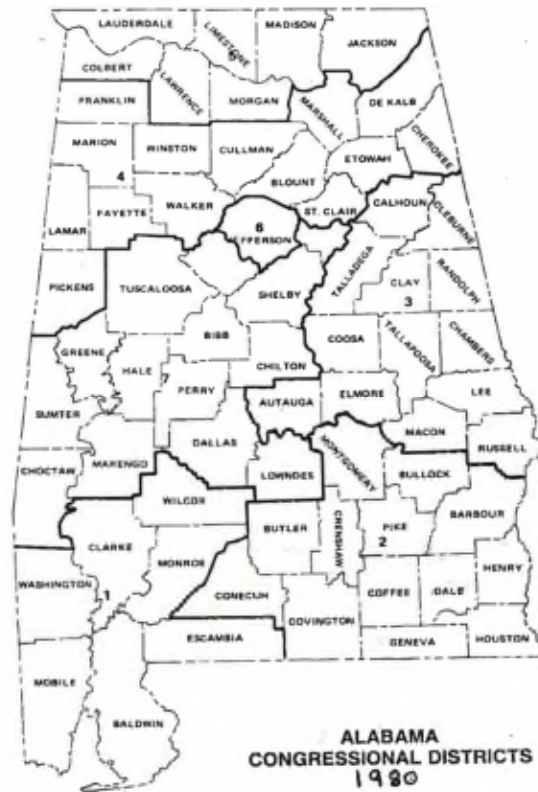 LAUDERDALE
LIMESTONE
MADISON
JACKSON
COLBERT
5
FRANKLIN
LAWRENCE
MORGAN
MARSHALL
DE KALB
MARION
WINSTON
CULLMAN
CHEROKEE
ETOWAH
4
BLOUNT
LAMAR
FAYETTE
WALKER
6
JEFFERSON
ST. CLAIR
CALHOUN
CLEBURNE
PICKENS
TUSCALOOSA
TALLADEGA
CLAY
3
RANDOLPH
SHELBY
GREENE
BIBB
HALE
7
PERRY
CHILTON
COOSA
TALLAPOOSA
CHAMBERS
SUMTER
AUTAUGA
ELMORE
LEE
DALLAS
MACON
RUSSELL
CHOCTAW
MARENGO
LOWNDES
MONTGOMERY
BULLOCK
WILCOX
CLARKE
BUTLER
CRENSHAW
PIKE
2
BARBOUR
WASHINGTON
1
MONROE
CONECUH
COFFEE
DALE
HENRY
COVINGTON
ESCAMBIA
GENEVA
HOUSTON
MOBILE
BALDWIN
ALABAMA
CONGRESSIONAL DISTRICTS
1980